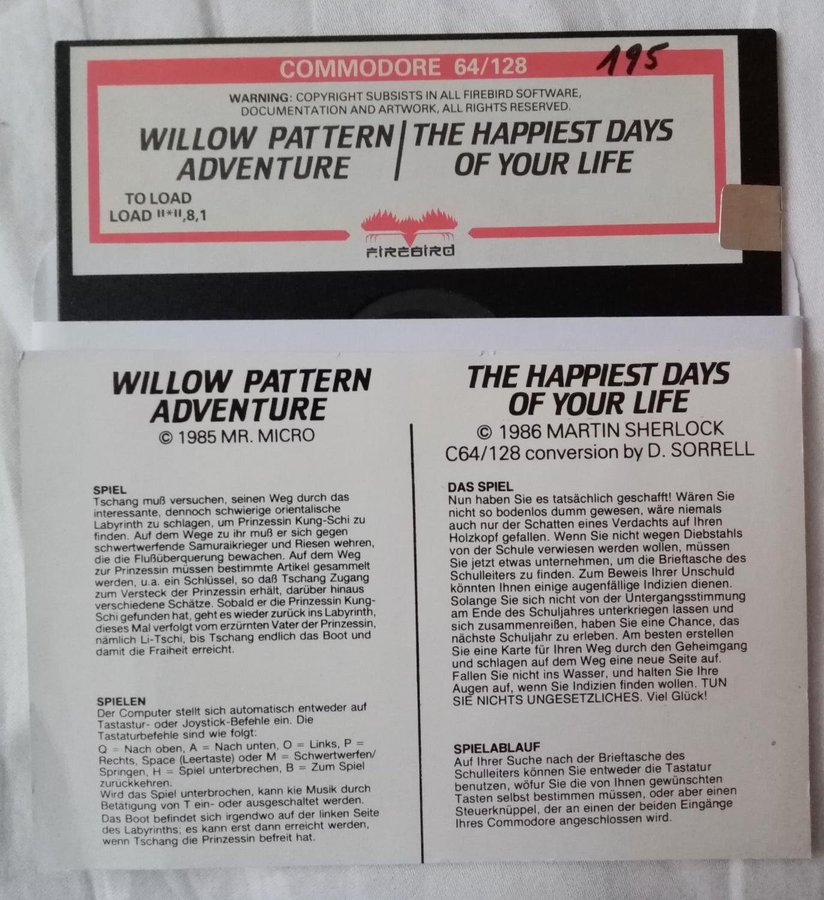 COMMODORE 64/128
195
WARNING: COPYRIGHT SUBSISTS IN ALL FIREBIRD SOFTWARE,
DOCUMENTATION AND ARTWORK, ALL RIGHTS RESERVED.
WILLOW PATTERN
ADVENTURE
THE HAPPIEST DAYS
OF YOUR LIFE
TO LOAD
LOAD "*",8,1
FIREBIRD
WILLOW PATTERN
ADVENTURE
© 1985 MR. MICRO
SPIEL
Tschang muß versuchen, seinen Weg durch das
interessante, dennoch schwierige orientalische
Labyrinth zu schlagen, um Prinzessin Kung-Schi zu
finden. Auf dem Wege zu ihr muß er sich gegen
schwertwerfende Samuraikrieger und Riesen wehren,
die die Flußüberquerung bewachen. Auf dem Weg
zur Prinzessin müssen bestimmte Artikel gesammelt
werden, u.a. ein Schlüssel, so daß Tschang Zugang
zum Versteck der Prinzessin erhält, darüber hinaus
verschiedene Schätze. Sobald er die Prinzessin Kung-
Schi gefunden hat, geht es wieder zurück ins Labyrinth,
dieses Mal verfolgt vom erzürnten Vater der Prinzessin,
nämlich Li-Tschi, bis Tschang endlich das Boot und
damit die Fraiheit erreicht.
SPIELEN
Der Computer stellt sich automatisch entweder auf
Tastastur- oder Joystick-Befehle ein. Die
Tastaturbefehle sind wie folgt:
Q = Nach oben, A = Nach unten, O = Links, P =
Rechts, Space (Leertaste) oder M = Schwertwerfen/
Springen, H = Spiel unterbrechen, B = Zum Spiel
zurückkehren.
Wird das Spiel unterbrochen, kann kie Musik durch
Betätigung von T ein- oder ausgeschaltet werden.
Das Boot befindet sich irgendwo auf der linken Seite
des Labyrinths; es kann erst dann erreicht werden,
wenn Tschang die Prinzessin befreit hat.
THE HAPPIEST DAYS
OF YOUR LIFE
© 1986 MARTIN SHERLOCK
C64/128 conversion by D. SORRELL
DAS SPIEL
Nun haben Sie es tatsächlich geschafft! Wären Sie
nicht so bodenlos dumm gewesen, wäre niemals
auch nur der Schatten eines Verdachts auf Ihren
Holzkopf gefallen. Wenn Sie nicht wegen Diebstahls
von der Schule verwiesen werden wollen, müssen
Sie jetzt etwas unternehmen, um die Brieftasche des
Schulleiters zu finden. Zum Beweis Ihrer Unschuld
könnten Ihnen einige augenfällige Indizien dienen.
Solange Sie sich nicht von der Untergangsstimmung
am Ende des Schuljahres unterkriegen lassen und
sich zusammenreißen, haben Sie eine Chance, das
nächste Schuljahr zu erleben. Am besten erstellen
Sie eine Karte für Ihren Weg durch den Geheimgang
und schlagen auf dem Weg eine neue Seite auf.
Fallen Sie nicht ins Wasser, und halten Sie Ihre
Augen auf, wenn Sie Indizien finden wollen. TUN
SIE NICHTS UNGESETZLICHES. Viel Glück!
SPIELABLAUF
Auf Ihrer Suche nach der Brieftasche des
Schulleiters können Sie entweder die Tastatur
benutzen, wöfur Sie die von Ihnen gewünschten
Tasten selbst bestimmen müssen, oder aber einen
Steuerknüppel, der an einen der beiden Eingänge
Ihres Commodore angeschlossen wird.